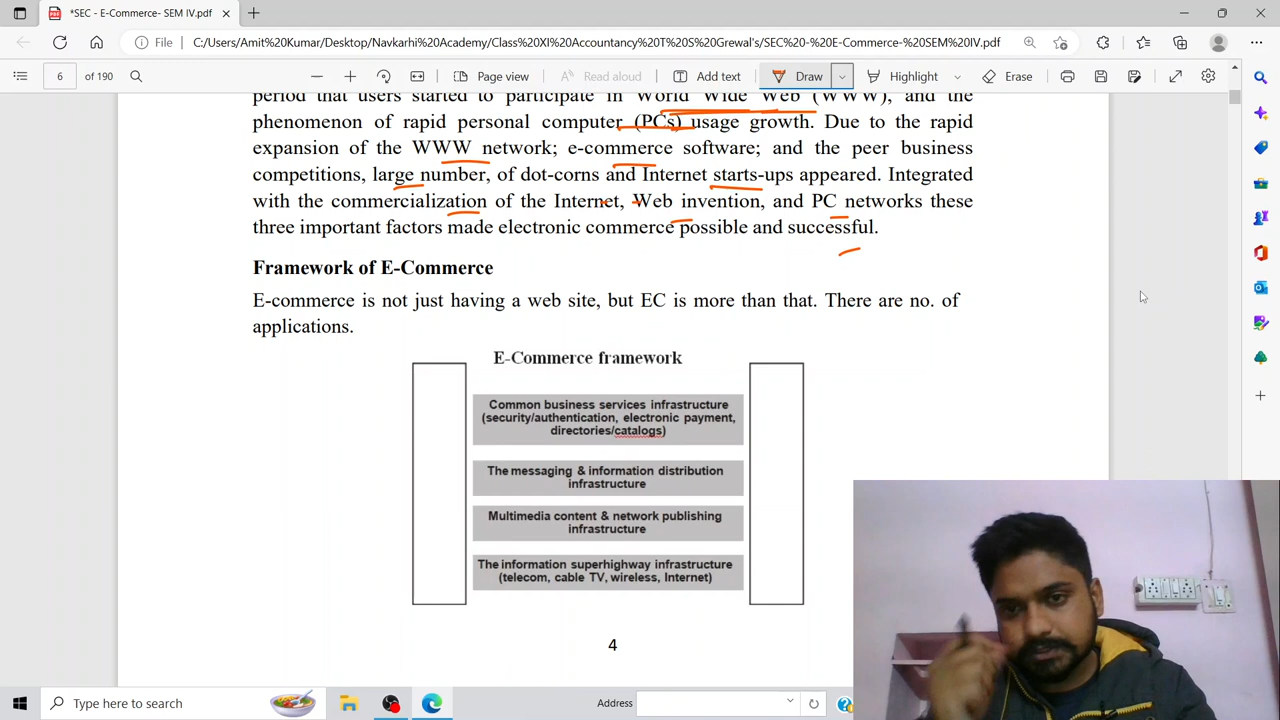 *SEC - E-Commerce- SEM IV.pdf
File
C:/Users/Amit%20Kumar/Desktop/Navkarhi%20Academy/Class%20XI%20Accountancy%20T%20S%20Grewal's/SEC%20-%20E-Commerce-%20SEM%20IV.pdf
6 of 190
Page view
Read aloud
Add text
Draw
Highlight
Erase
period that users started to participate in World Wide Web (WWW), and the
phenomenon of rapid personal computer (PCs) usage growth. Due to the rapid
expansion of the WWW network; e-commerce software; and the peer business
competitions, large number, of dot-corns and Internet starts-ups appeared. Integrated
with the commercialization of the Internet, Web invention, and PC networks these
three important factors made electronic commerce possible and successful.
Framework of E-Commerce
E-commerce is not just having a web site, but EC is more than that. There are no. of
applications.
E-Commerce framework
Common business services infrastructure
(security/authentication, electronic payment,
directories/catalogs)
The messaging & information distribution
infrastructure
Multimedia content & network publishing
infrastructure
The information superhighway infrastructure
(telecom, cable TV, wireless, Internet)
4
Type here to search
Address